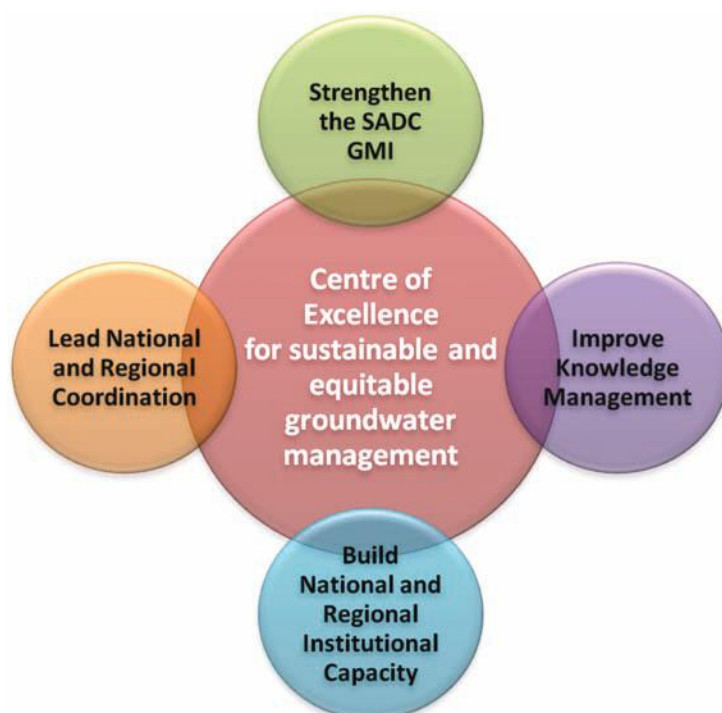 Strengthen
the SADC
GMI
Lead National
and Regional
Coordination
Centre of
Excellence
for sustainable and
equitable
groundwater
management
Improve
Knowledge
Management
Build
National and
Regional
Institutional
Capacity